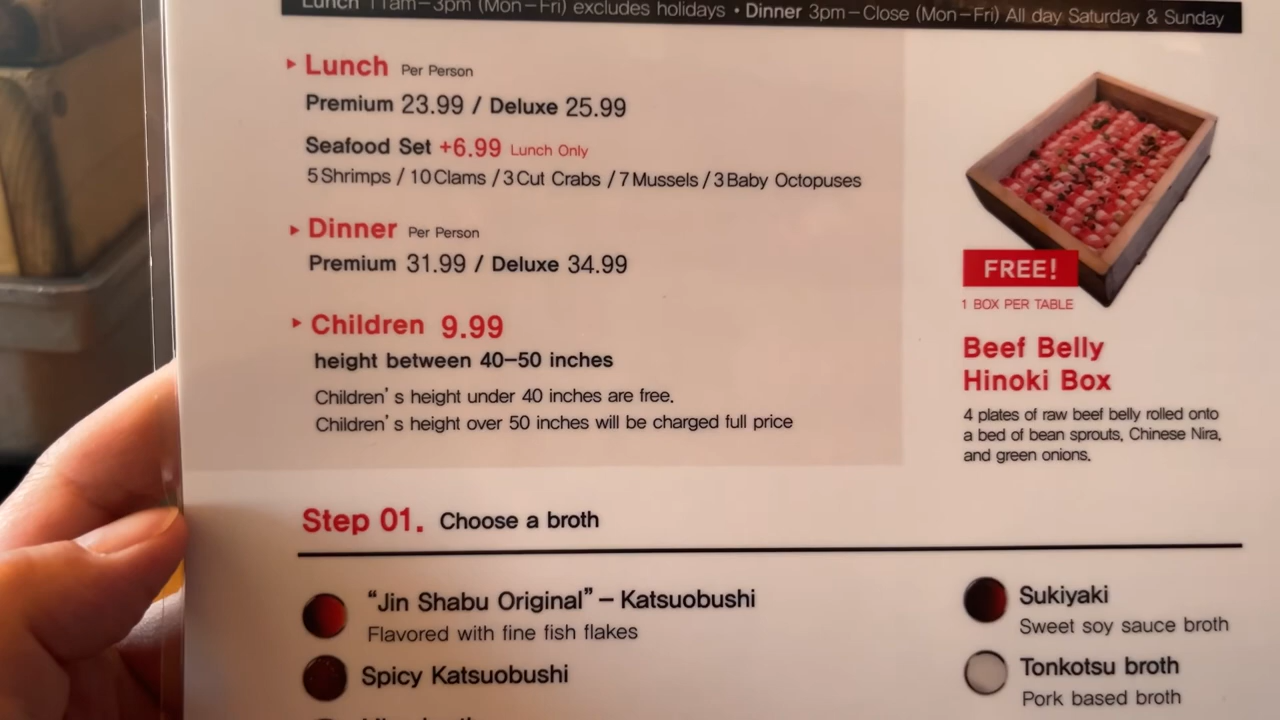 Lunch 11am–3pm (Mon–Fri) excludes holidays • Dinner 3pm–Close (Mon–Fri) All day Saturday & Sunday
▸ Lunch Per Person
Premium 23.99 / Deluxe 25.99
Seafood Set +6.99 Lunch Only
5 Shrimps / 10 Clams / 3 Cut Crabs / 7 Mussels / 3 Baby Octopuses
▸ Dinner Per Person
Premium 31.99 / Deluxe 34.99
▸ Children 9.99
height between 40–50 inches
Children's height under 40 inches are free.
Children's height over 50 inches will be charged full price
FREE!
1 BOX PER TABLE
Beef Belly
Hinoki Box
4 plates of raw beef belly rolled onto
a bed of bean sprouts, Chinese Nira,
and green onions.
Step 01. Choose a broth
“Jin Shabu Original” – Katsuobushi
Flavored with fine fish flakes
Spicy Katsuobushi
Sukiyaki
Sweet soy sauce broth
Tonkotsu broth
Pork based broth